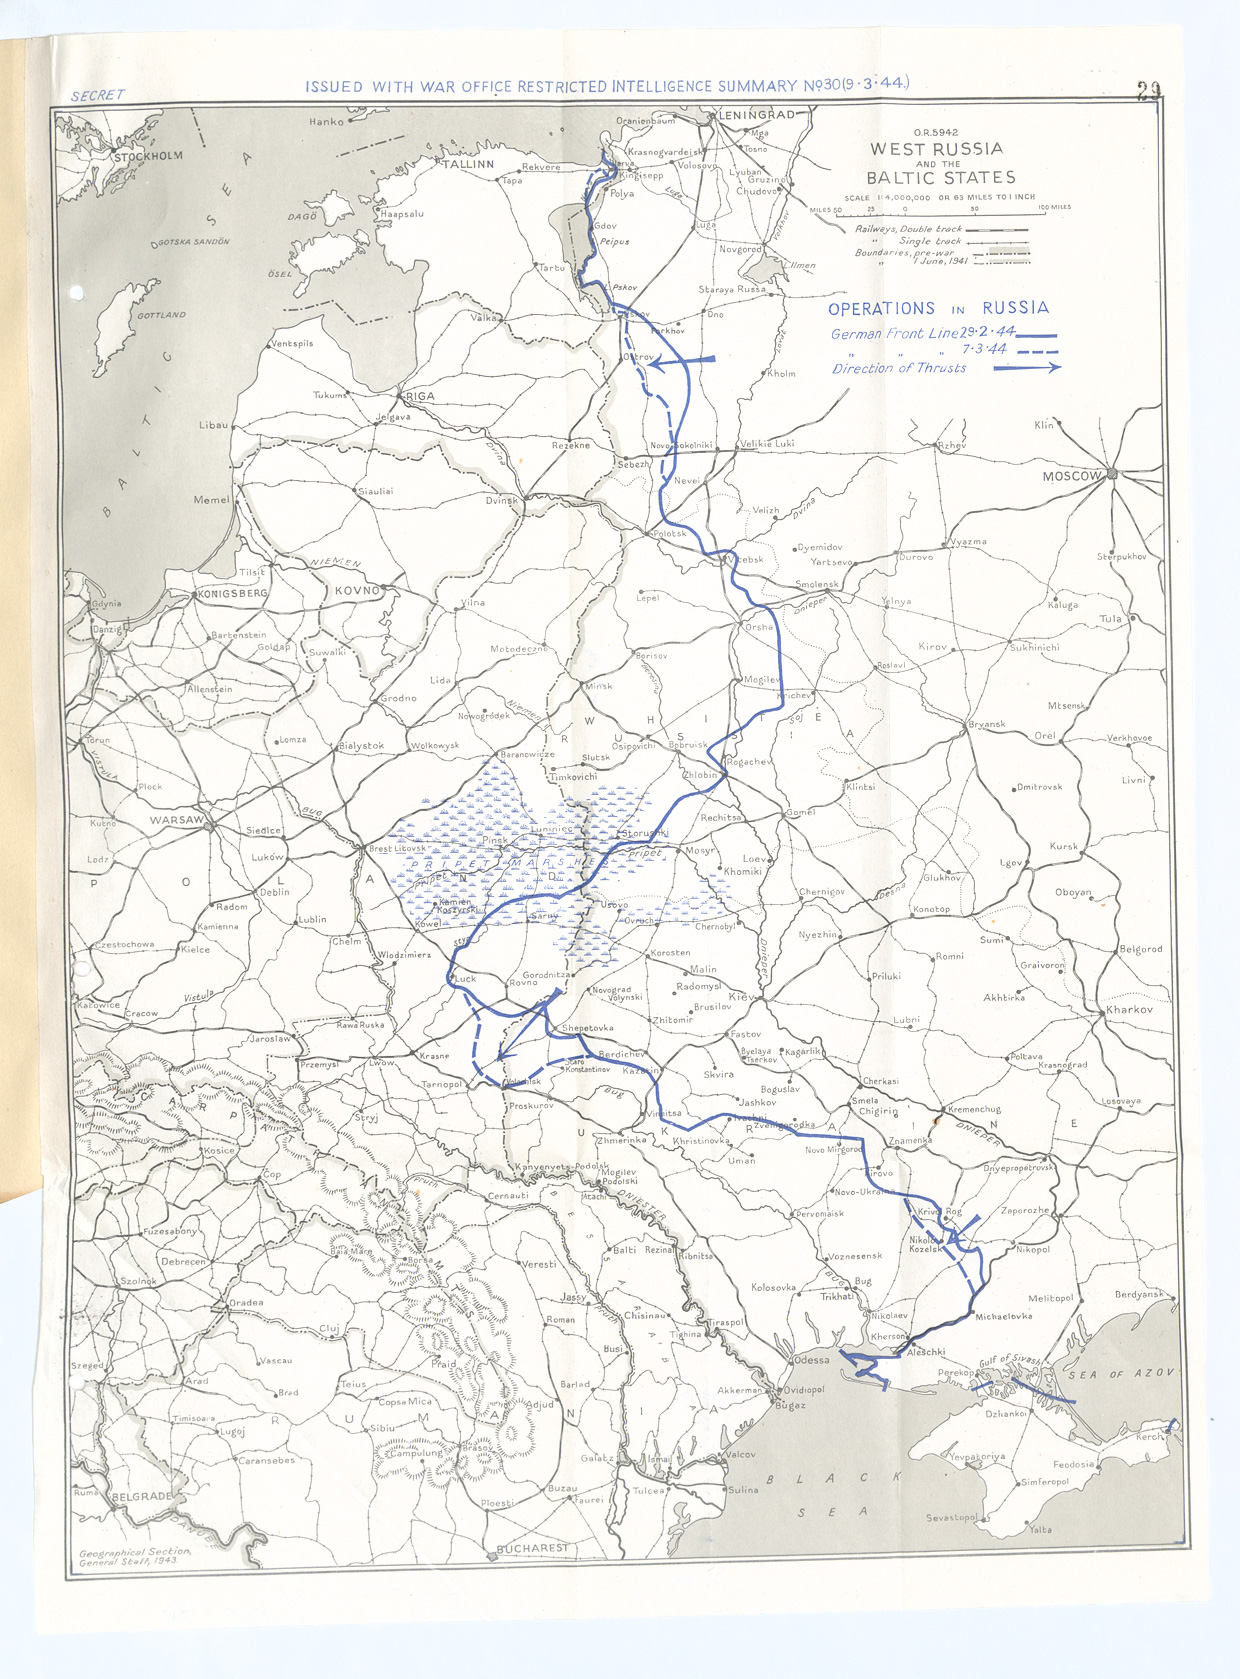 SECRET
ISSUED WITH WAR OFFICE RESTRICTED INTELLIGENCE SUMMARY Nº30(9·3·44.)
29
O.R.5942
WEST RUSSIA
AND THE
BALTIC STATES
SCALE 1:4,000,000 OR 63 MILES TO 1 INCH
MILES 50 25 0 50 100 MILES
Railways, Double track
" Single track
Boundaries, pre-war
" 1 June, 1941
OPERATIONS IN RUSSIA
German Front Line 29·2·44
" " " 7·3·44
Direction of Thrusts
Hanko
Oranienbaum
LENINGRAD
STOCKHOLM
Mga
Tosno
TALLINN
Rekvere
Tapa
Krasnogvardeisk
Volosovo
Narva
Kingisepp
Lyuban
Gruzino
Chudovo
Polya
Luga
Volkhov
DAGÖ
Haapsalu
Gdov
Peipus
Luga
Novgorod
L. Ilmen
GOTSKA SANDÖN
ÖSEL
Tartu
L. Pskov
Staraya Russa
GOTTLAND
Valka
Pskov
Dno
Porkhov
Lovat
Ventspils
Ostrov
Kholm
Tukums
RIGA
Jelgava
Libau
Rezekne
Dvina
Novo Sokolniki
Velikie Luki
Sebezh
Rzhev
Klin
MOSCOW
BALTIC SEA
Memel
Siauliai
Dvinsk
Nevel
Velizh
Dvina
Polotsk
Vitebsk
Dyemidov
Yartsevo
Durovo
Vyazma
Sterpukhov
Tilsit
NIEMEN
KONIGSBERG
KOVNO
Vilna
Lepel
Smolensk
Dnieper
Yelnya
Kaluga
Tula
Gdynia
Danzig
Bartenstein
Goldap
Suwalki
Orsha
Kirov
Sukhinichi
Motodeczno
Borisov
Berezina
Roslavl
Allenstein
Lida
Minsk
Mogilev
Krichev
Grodno
Niemen
Nowogródek
Mtsensk
WHITE
RUSSIA
Soj
Bryansk
Orel
Verkhovoe
Torun
VISTULA
Lomza
Bialystok
Wolkowysk
Baranowicze
Slutsk
Osipovichi
Bobruisk
Timkovichi
Rogachev
Zhlobin
Klintsi
Dmitrovsk
Livni
Plock
Kutno
WARSAW
BUG
Siedlce
Rechitsa
Gomel
Brest Litovsk
Luniniec
Pinsk
Storushki
Lodz
Luków
PRIPET MARSHES
Pripet
Mosyr
Loev
Khomiki
Lgov
Kursk
POLAND
Deblin
Pripet
Glukhov
Oboyan
Radom
Lublin
Kamien
Koszyrski
Usovo
Chernigov
Desna
Konotop
Kamienna
Kowel
Sarny
Ovruch
Chernobyl
Czestochowa
Kielce
Chelm
Styr
Nyezhin
Sumi
Belgorod
Wlodzimierz
Korosten
Dnieper
Romni
Graivoron
Luck
Rovno
Gorodnitza
Malin
Radomysl
Priluki
Katowice
Vistula
Novograd
Volynski
Brusilov
Kiev
Akhtirka
Kharkov
Cracow
Rawa Ruska
Zhitomir
Lubni
Jaroslaw
Shepetovka
Fastov
Przemysl
Lwow
Krasne
Staro
Konstantinov
Berdichev
Kazatin
Byelaya
Tserkov
Kagarlik
Poltava
Krasnograd
Skvira
Boguslav
Cherkasi
CARPATHIAN MTS.
Tarnopol
Volochisk
Proskurov
Bug
Jashkov
Smela
Chigirin
Kremenchug
Losovaya
Stryj
Vinnitsa
Ivachni
Zvenigorodka
DNIEPER
UKRAINE
Kosice
Zhmerinka
Khristinovka
Znamenka
Novo Mirgorod
Uman
Cop
Kamyenyets-Podolsk
Mogilev
Podolski
Atachi
Pruth
Kirovo
Dnyepropetrovsk
Cernauti
DNIESTER
Novo-Ukraina
Pervomaisk
Krivoi Rog
Zaporozhe
Fuzesabony
Baia Mare
Borsa
Balti
Rezina
Ribnitsa
BESSARABIA
Voznesensk
Nikolo
Kozelsk
Nikopol
Debrecen
Veresti
Szolnok
Jassy
Pruth
Kolosovka
Bug
Trikhati
BUG
Melitopol
Berdyansk
Oradea
Cluj
Roman
Chisinau
Nikolaev
Michaelovka
Busi
Tighina
Tiraspol
Kherson
Aleschki
Szeged
Vascau
Praid
Odessa
Perekop
Gulf of Sivash
SEA OF AZOV
Arad
Brad
Teius
Barlad
Akkerman
Ovidiopol
Bugaz
Dzhankoi
Timisoara
Copsa Mica
Adjud
RUMANIA
Lugoj
Sibiu
Kerch
Caransebes
Campulung
Brasov
Galatz
Ismail
Valcov
BLACK
SEA
Yevpatoriya
Feodosia
Simferopol
Ruma
BELGRADE
Buzau
Faurei
Tulcea
Sulina
Ploesti
DANUBE
Sevastopol
Yalta
BUCHAREST
Geographical Section,
General Staff, 1943.